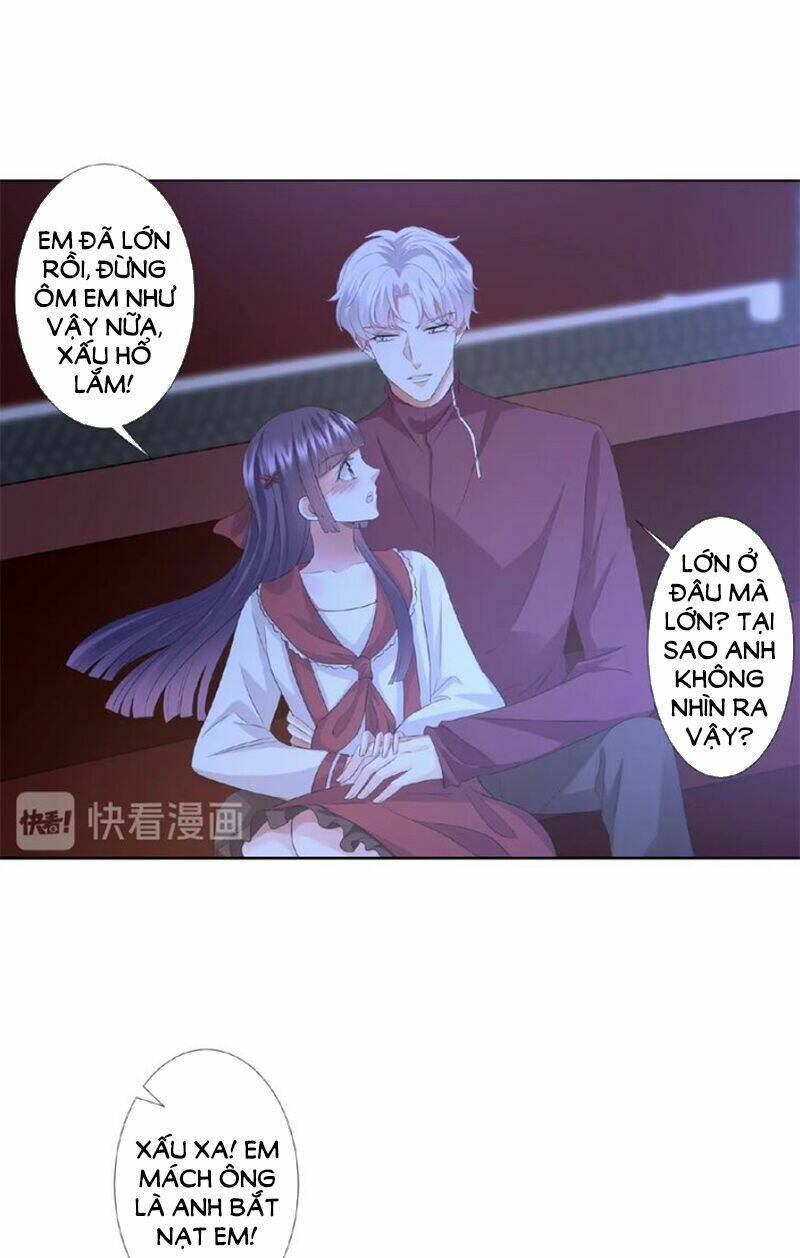 EM ĐÃ LỚN
RỒI, ĐỪNG
ÔM EM NHƯ
VẬY NỮA,
XẤU HỔ
LẮM!
LỚN Ở
ĐÂU MÀ
LỚN? TẠI
SAO ANH
KHÔNG
NHÌN RA
VẬY?
快看! 快看漫画
XẤU XA! EM
MÁCH ÔNG
LÀ ANH BẮT
NẠT EM!